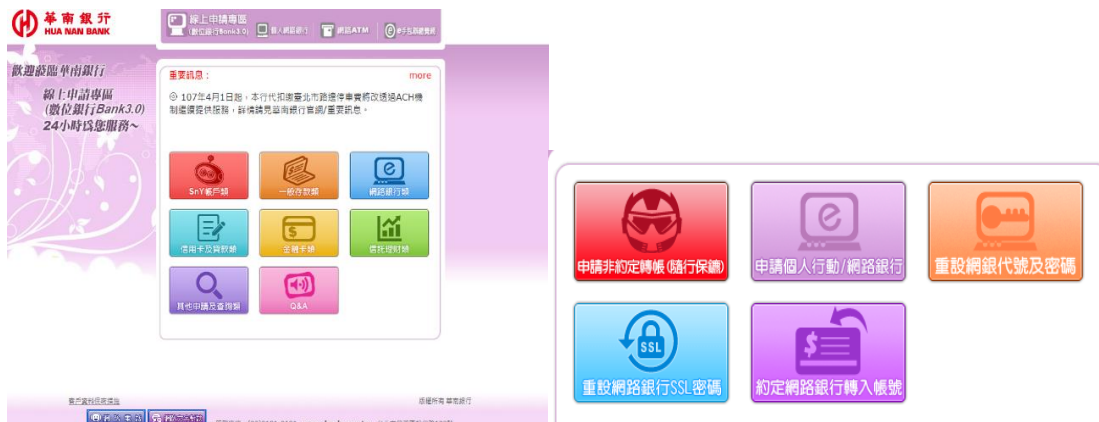 華南銀行
HUA NAN BANK
線上申請專區
(數位銀行Bank3.0)
個人網路銀行
網路ATM
歡迎蒞臨華南銀行
線上申請專區
(數位銀行Bank3.0)
24小時為您服務~
重要訊息：
more
107年4月1日起，本行代扣繳臺北市路邊停車費將改透過ACH機
制繼續提供服務，詳情請見華南銀行官網/重要訊息。
SnY帳戶類
一般存款類
網路銀行類
信用卡及貸款類
金融卡類
信託理財類
其他申請及查詢類
Q&A
客戶資料保密措施
版權所有 華南銀行
申請非約定轉帳(隨行保鑣)
申請個人行動/網路銀行
重設網銀代號及密碼
SSL
重設網路銀行SSL密碼
約定網路銀行轉入帳號